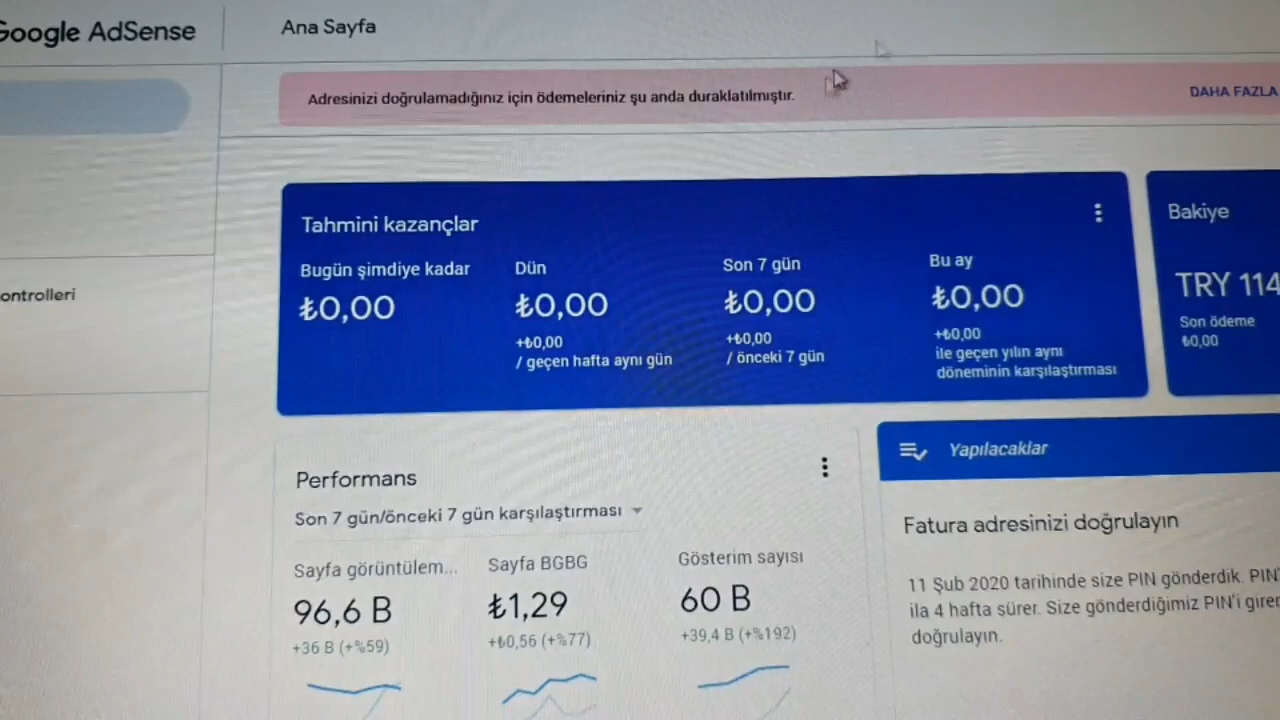 Google AdSense
Ana Sayfa
Adresinizi doğrulamadığınız için ödemeleriniz şu anda duraklatılmıştır.
DAHA FAZLA
ontrolleri
Tahmini kazançlar
Bugün şimdiye kadar
₺0,00
Dün
₺0,00
+₺0,00
/ geçen hafta aynı gün
Son 7 gün
₺0,00
+₺0,00
/ önceki 7 gün
Bu ay
₺0,00
+₺0,00
ile geçen yılın aynı
döneminin karşılaştırması
Bakiye
TRY 114
Son ödeme
₺0,00
Performans
Son 7 gün/önceki 7 gün karşılaştırması
Sayfa görüntülem...
96,6 B
+36 B (+%59)
Sayfa BGBG
₺1,29
+₺0,56 (+%77)
Gösterim sayısı
60 B
+39,4 B (+%192)
Yapılacaklar
Fatura adresinizi doğrulayın
11 Şub 2020 tarihinde size PIN gönderdik. PIN'
ila 4 hafta sürer. Size gönderdiğimiz PIN'i girer
doğrulayın.